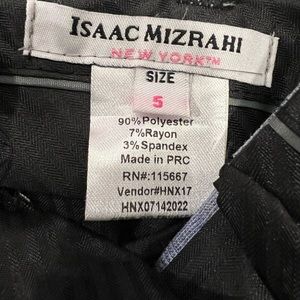 ISAAC MIZRAHI
NEW YORK™
SIZE
5
90% Polyester
7% Rayon
3% Spandex
Made in PRC
RN#: 115667
Vendor#HNX17
HNX07142022